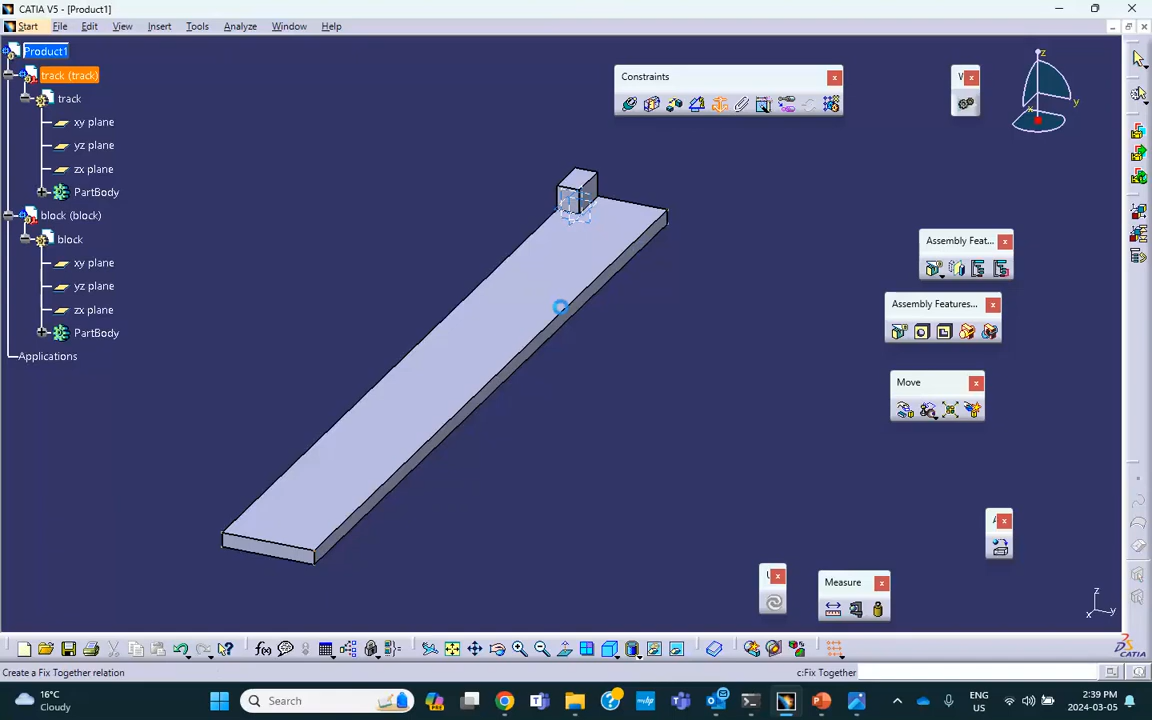 CATIA V5 - [Product1]
Start File Edit View Insert Tools Analyze Window Help
Product1
track (track)
track
xy plane
yz plane
zx plane
PartBody
block (block)
block
xy plane
yz plane
zx plane
PartBody
Applications
Constraints
z
y
x
Assembly Feat...
Assembly Features...
Move
Measure
z
x y
CATIA
Create a Fix Together relation
c:Fix Together
16°C
Cloudy
Search
ENG
US
2:39 PM
2024-03-05